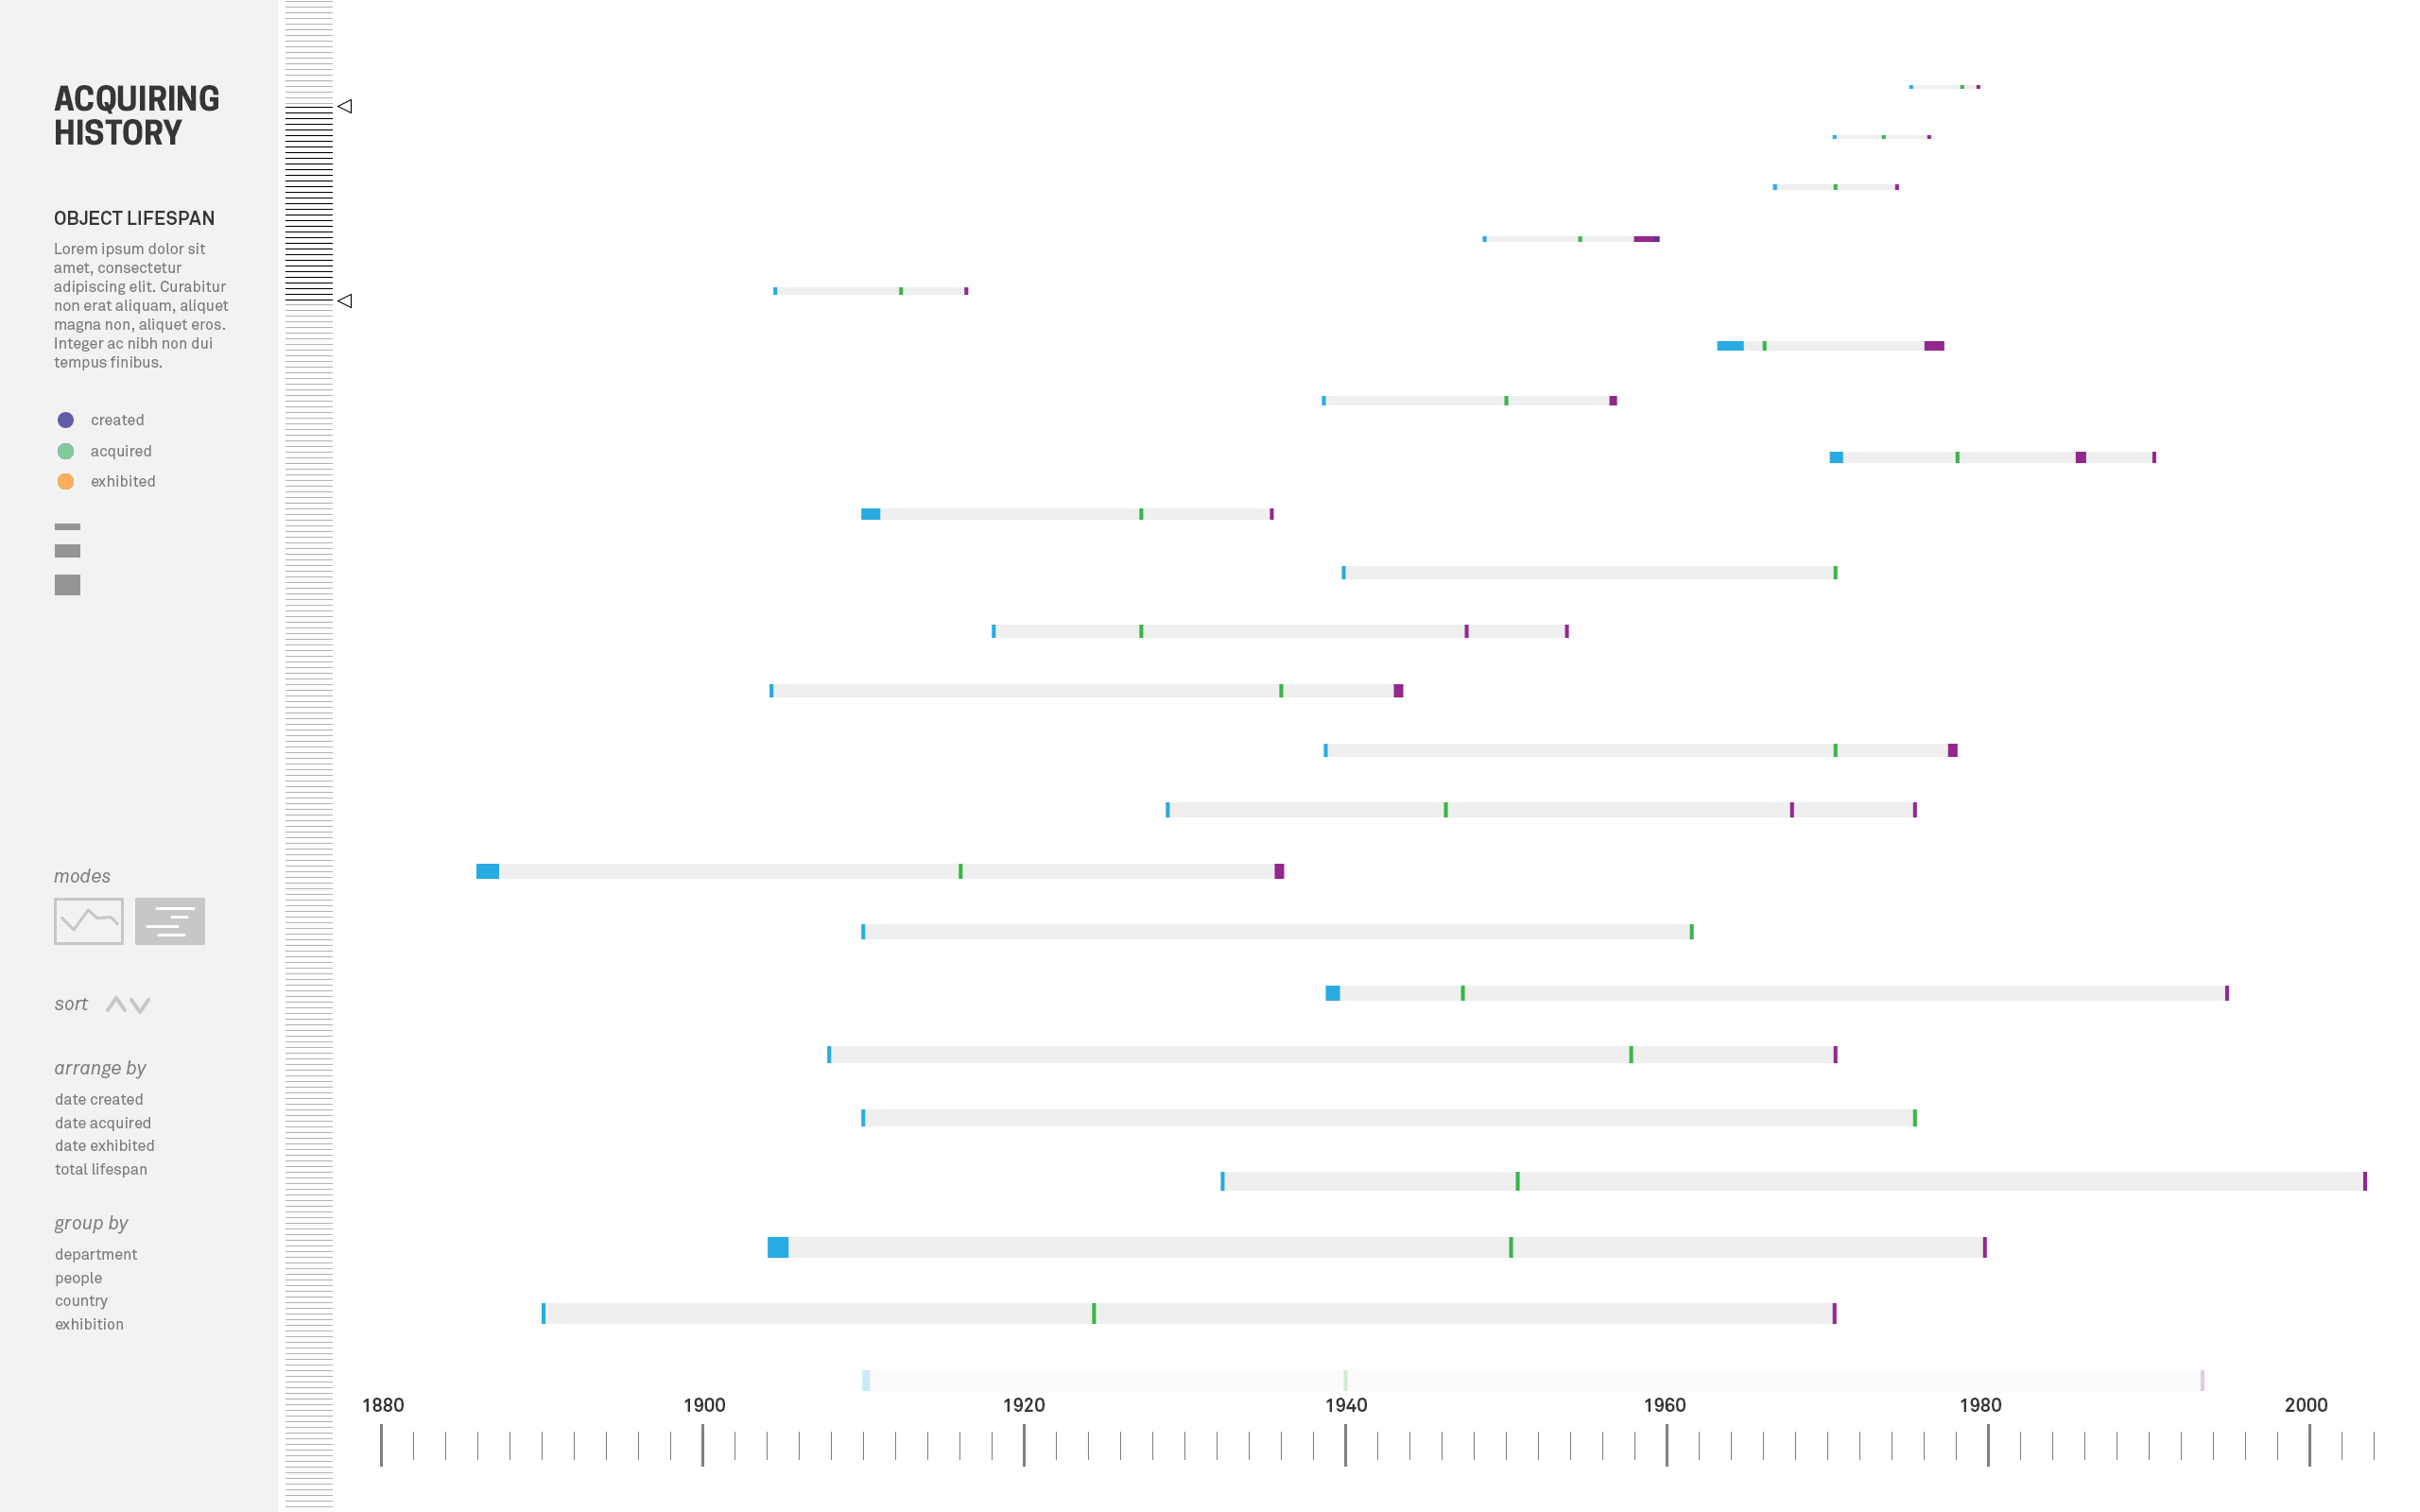 ACQUIRING
HISTORY
OBJECT LIFESPAN
Lorem ipsum dolor sit
amet, consectetur
adipiscing elit. Curabitur
non erat aliquam, aliquet
magna non, aliquet eros.
Integer ac nibh non dui
tempus finibus.
created
acquired
exhibited
modes
sort
arrange by
date created
date acquired
date exhibited
total lifespan
group by
department
people
country
exhibition
1880 1900 1920 1940 1960 1980 2000